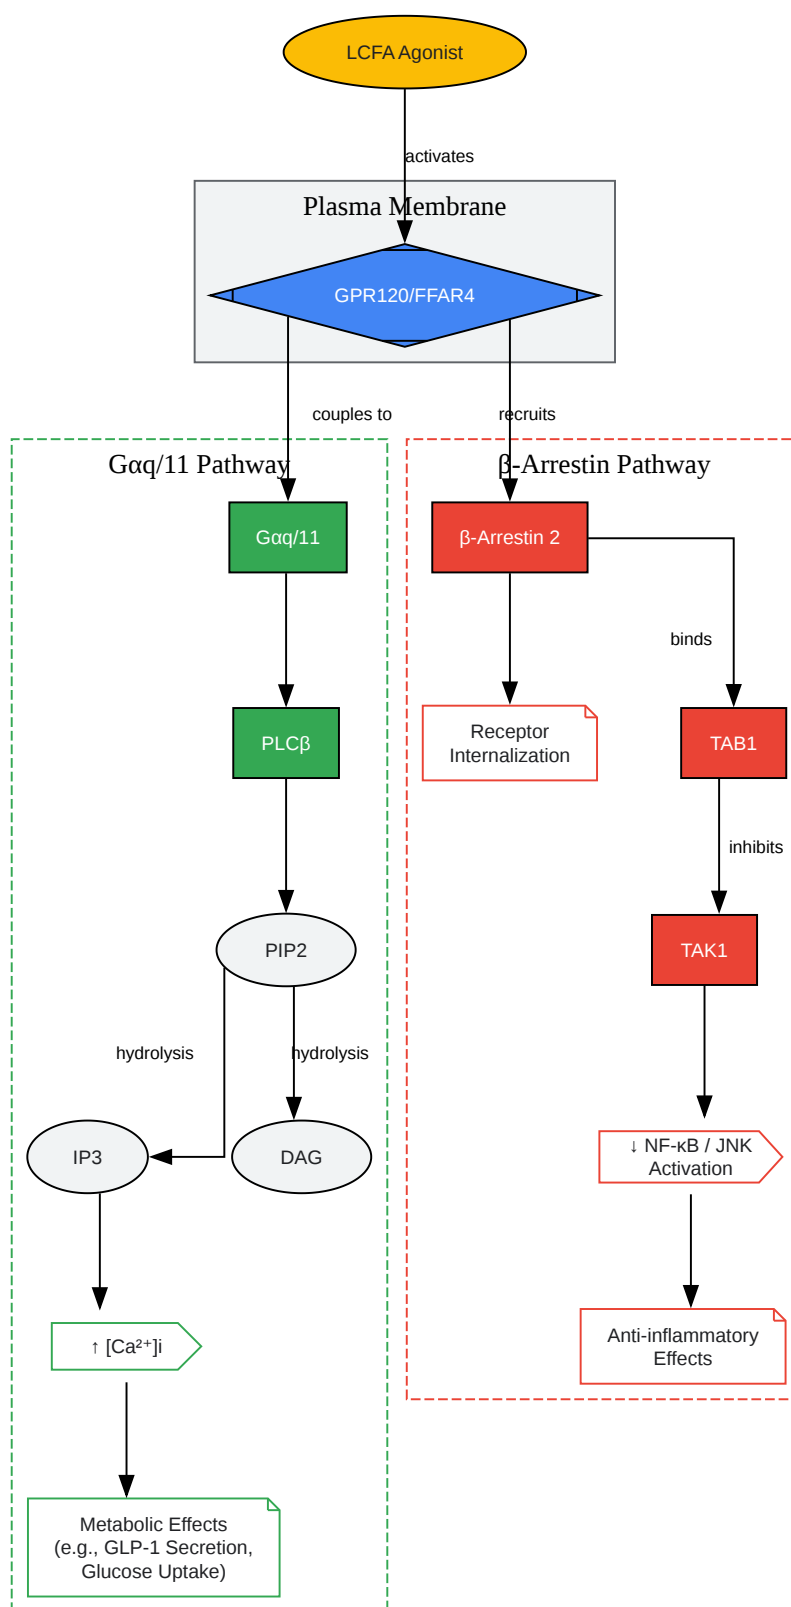 LCFA Agonist
activates
Plasma Membrane
GPR120/FFAR4
couples to
recruits
Gαq/11 Pathway
β-Arrestin Pathway
Gαq/11
β-Arrestin 2
binds
Receptor
Internalization
PLCβ
TAB1
inhibits
PIP2
TAK1
hydrolysis
hydrolysis
IP3
DAG
↓ NF-κB / JNK
Activation
↑ [Ca²⁺]i
Anti-inflammatory
Effects
Metabolic Effects
(e.g., GLP-1 Secretion,
Glucose Uptake)